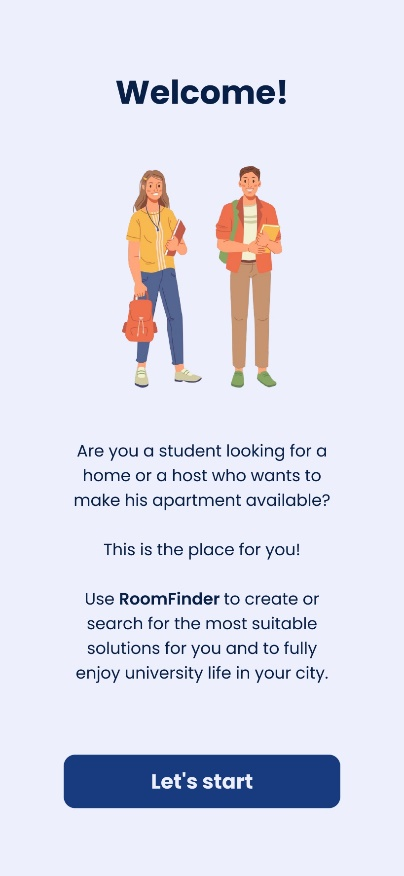 Welcome!
Are you a student looking for a
home or a host who wants to
make his apartment available?
This is the place for you!
Use RoomFinder to create or
search for the most suitable
solutions for you and to fully
enjoy university life in your city.
Let's start